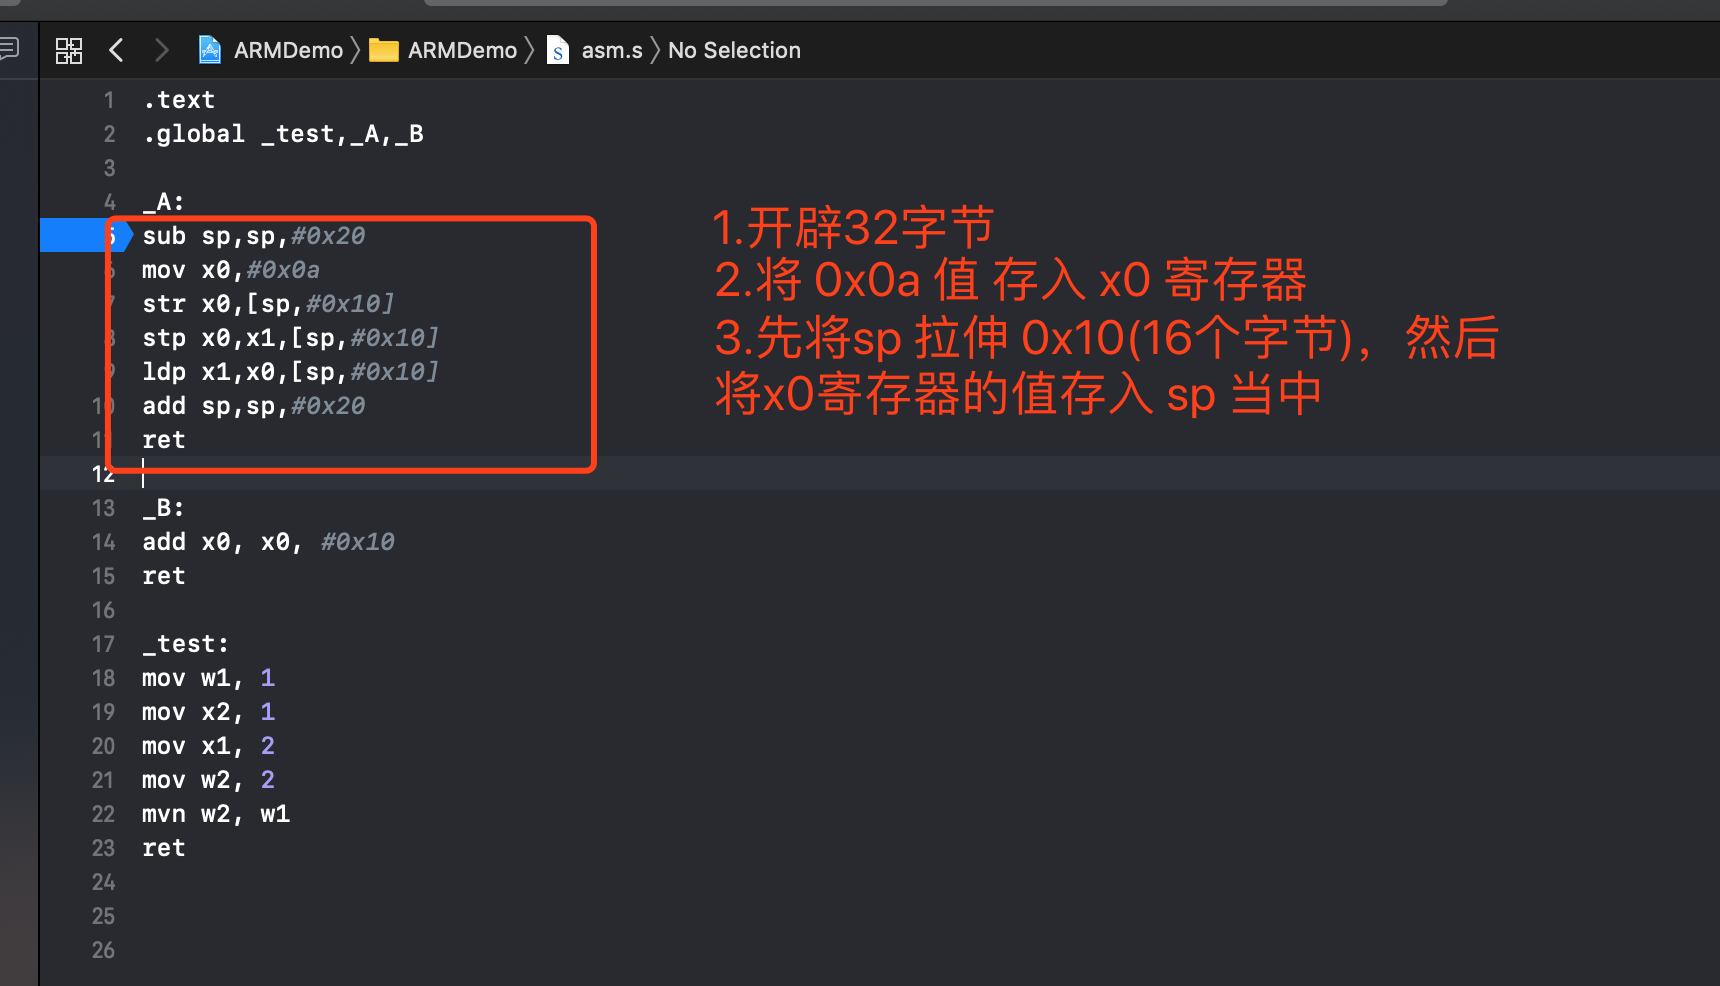 ARMDemo 〉 ARMDemo 〉 asm.s 〉 No Selection
1 .text
2 .global _test,_A,_B
3
4 _A:
5 sub sp,sp,#0x20
6 mov x0,#0x0a
7 str x0,[sp,#0x10]
8 stp x0,x1,[sp,#0x10]
9 ldp x1,x0,[sp,#0x10]
10 add sp,sp,#0x20
11 ret
12
13 _B:
14 add x0, x0, #0x10
15 ret
16
17 _test:
18 mov w1, 1
19 mov x2, 1
20 mov x1, 2
21 mov w2, 2
22 mvn w2, w1
23 ret
24
25
26
1.开辟32字节
2.将 0x0a 值 存入 x0 寄存器
3.先将sp 拉伸 0x10(16个字节)，然后
将x0寄存器的值存入 sp 当中